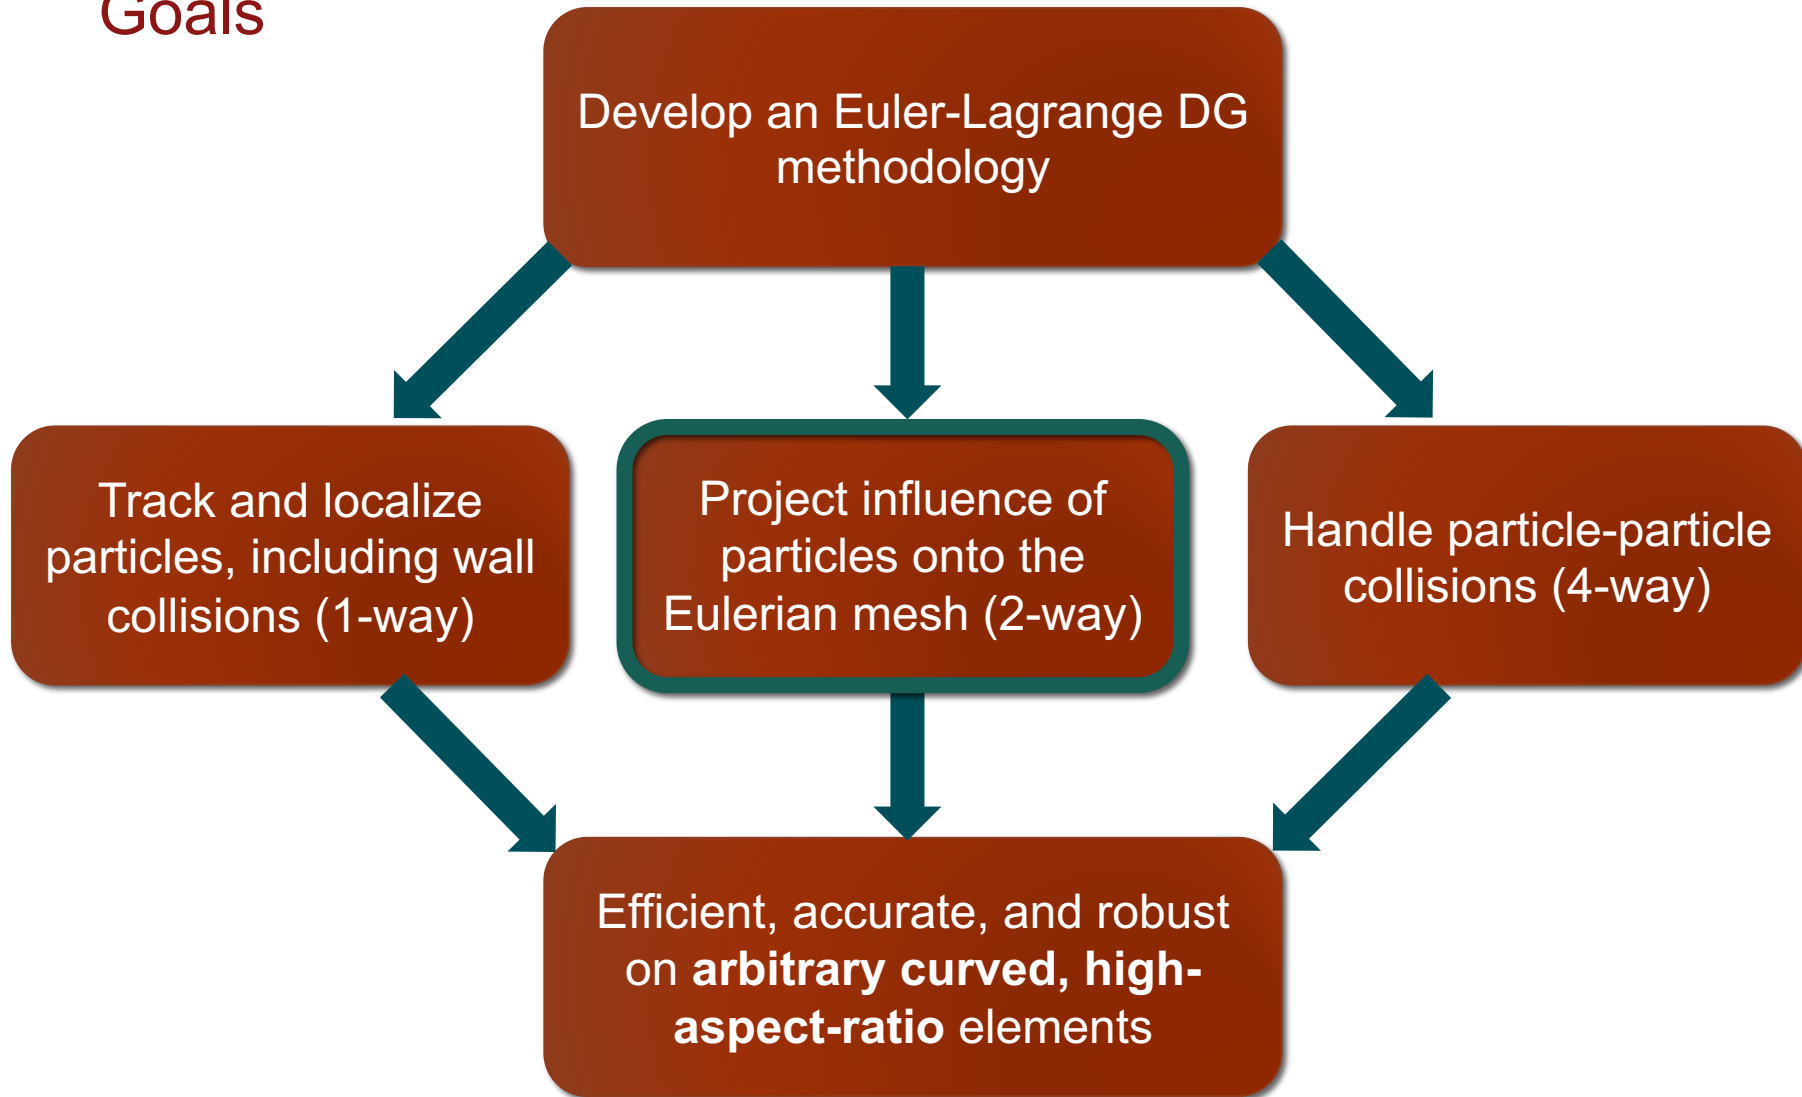 Goals
Develop an Euler-Lagrange DG
methodology
Track and localize
particles, including wall
collisions (1-way)
Project influence of
particles onto the
Eulerian mesh (2-way)
Handle particle-particle
collisions (4-way)
Efficient, accurate, and robust
on arbitrary curved, high-
aspect-ratio elements